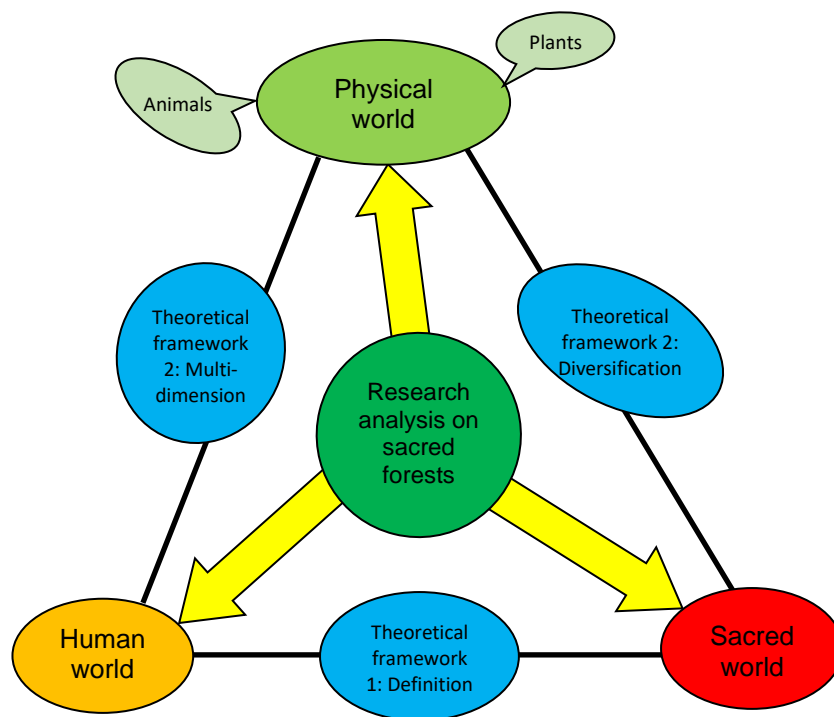 Plants
Animals
Physical
world
Theoretical
framework
2: Multi-
dimension
Theoretical
framework 2:
Diversification
Research
analysis on
sacred
forests
Human
world
Theoretical
framework
1: Definition
Sacred
world